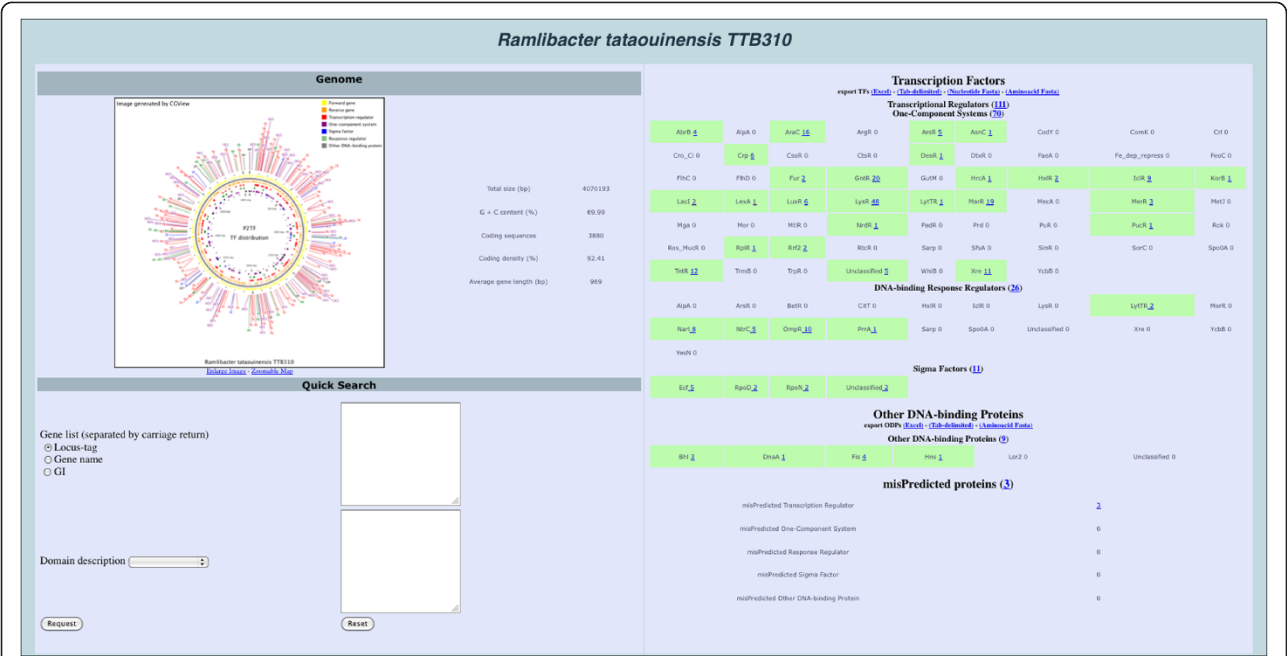 Ramlibacter tataouinensis TTB310
Genome
Image generated by CGView
Forward gene
Reverse gene
Transcription regulator
One-component system
Sigma factor
Response regulator
Other DNA-binding protein
P2TF
TF distribution
Ramlibacter tataouinensis TTB310
Enlarge Image - Zoomable Map
Total size (bp) 4070193
G + C content (%) 69.99
Coding sequences 3880
Coding density (%) 92.41
Average gene length (bp) 969
Quick Search
Gene list (separated by carriage return)
Locus-tag
Gene name
GI
Domain description
Request
Reset
Transcription Factors
export TFs (Excel) - (Tab-delimited) - (Nucleotide Fasta) - (Aminoacid Fasta)
Transcriptional Regulators (111)
One-Component Systems (70)
AbrB 4 AlpA 0 AraC 16 ArgR 0 ArsR 5 AsnC 1 CodY 0 ComK 0 Crl 0
Cro_CI 0 Crp 6 CsoR 0 CtsR 0 DeoR 1 DtxR 0 FaeA 0 Fe_dep_repress 0 FeoC 0
FlhC 0 FlhD 0 Fur 2 GntR 20 GutM 0 HrcA 1 HxlR 2 IclR 9 KorB 1
LacI 2 LexA 1 LuxR 6 LysR 48 LytTR 1 MarR 19 MecA 0 MerR 3 MetJ 0
Mga 0 Mor 0 MtlR 0 NrdR 1 PadR 0 Prd 0 PuR 0 PucR 1 Rok 0
Ros_MucR 0 RpiR 1 Rrf2 2 RtcR 0 Sarp 0 SfsA 0 SinR 0 SorC 0 Spo0A 0
TetR 12 TrmB 0 TrpR 0 Unclassified 5 WhiB 0 Xre 11 YcbB 0
DNA-binding Response Regulators (26)
AlpA 0 ArsR 0 BetR 0 CitT 0 HxlR 0 IclR 0 LysR 0 LytTR 2 MerR 0
NarL 8 NtrC 5 OmpR 10 PrrA 1 Sarp 0 Spo0A 0 Unclassified 0 Xre 0 YcbB 0
YesN 0
Sigma Factors (11)
Ecf 5 RpoD 2 RpoN 2 Unclassified 2
Other DNA-binding Proteins
export ODPs (Excel) - (Tab-delimited) - (Aminoacid Fasta)
Other DNA-binding Proteins (9)
Bhl 3 DnaA 1 Fis 4 Hns 1 Lsr2 0 Unclassified 0
misPredicted proteins (3)
misPredicted Transcription Regulator 3
misPredicted One-Component System 0
misPredicted Response Regulator 0
misPredicted Sigma Factor 0
misPredicted Other DNA-binding Protein 0